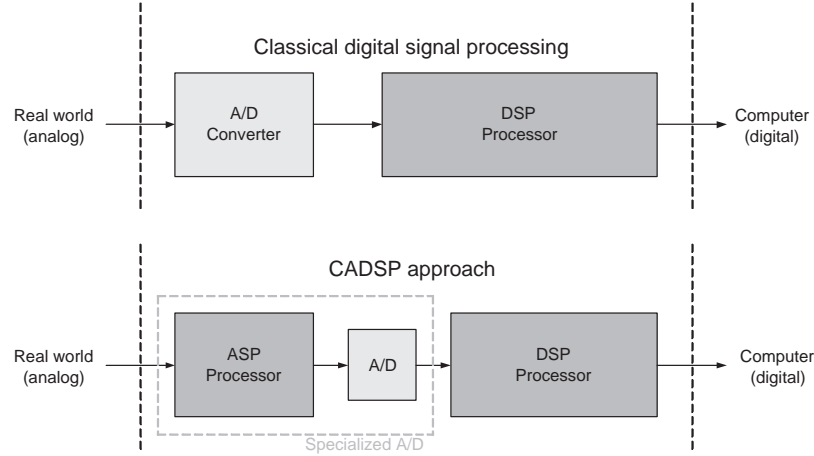 Classical digital signal processing
Real world
(analog)
A/D
Converter
DSP
Processor
Computer
(digital)
CADSP approach
Real world
(analog)
ASP
Processor
A/D
DSP
Processor
Computer
(digital)
Specialized A/D